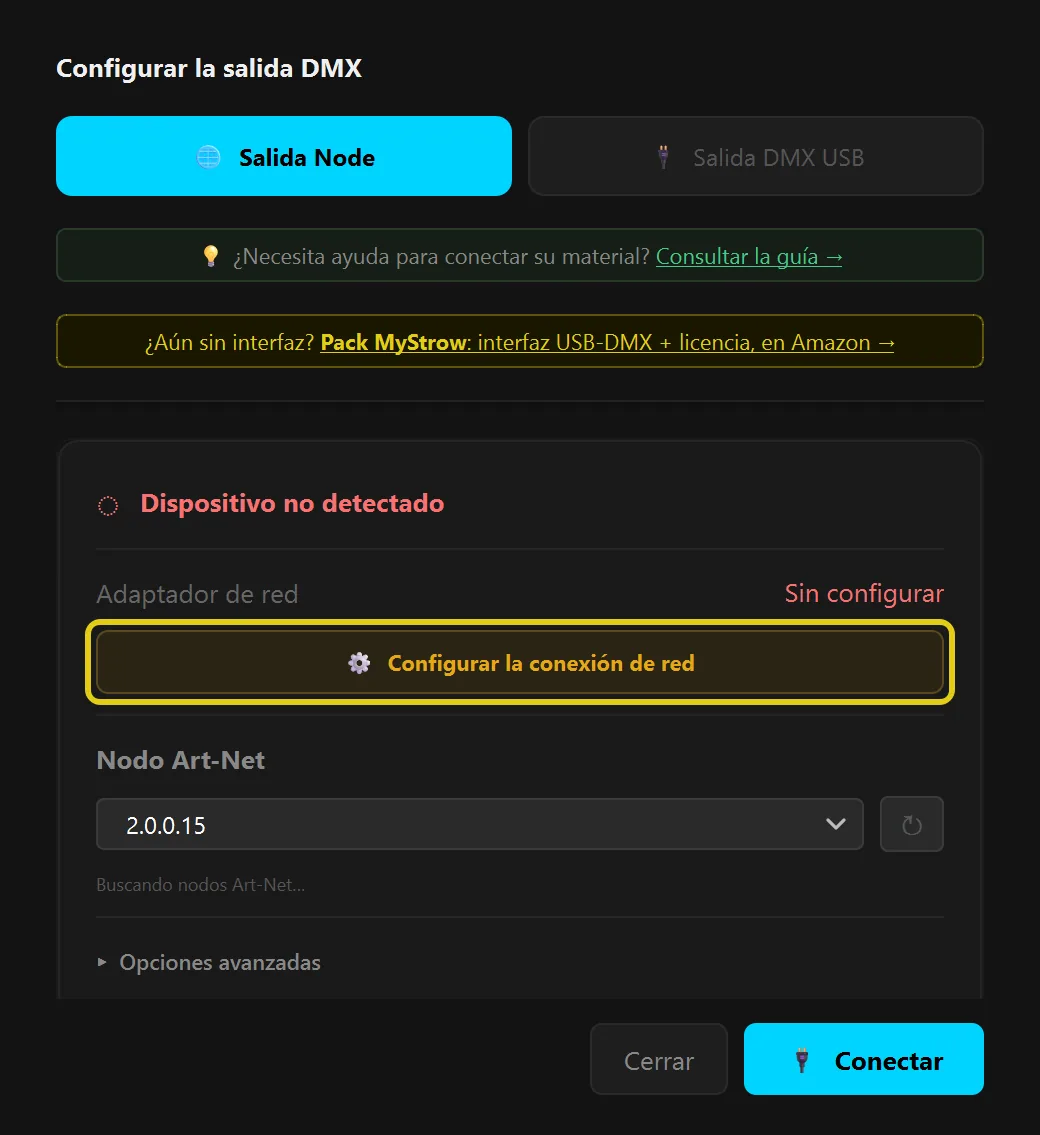 Configurar la salida DMX
Salida Node
Salida DMX USB
¿Necesita ayuda para conectar su material? Consultar la guía →
¿Aún sin interfaz? Pack MyStrow: interfaz USB-DMX + licencia, en Amazon →
Dispositivo no detectado
Adaptador de red
Sin configurar
Configurar la conexión de red
Nodo Art-Net
2.0.0.15
Buscando nodos Art-Net...
Opciones avanzadas
Cerrar
Conectar